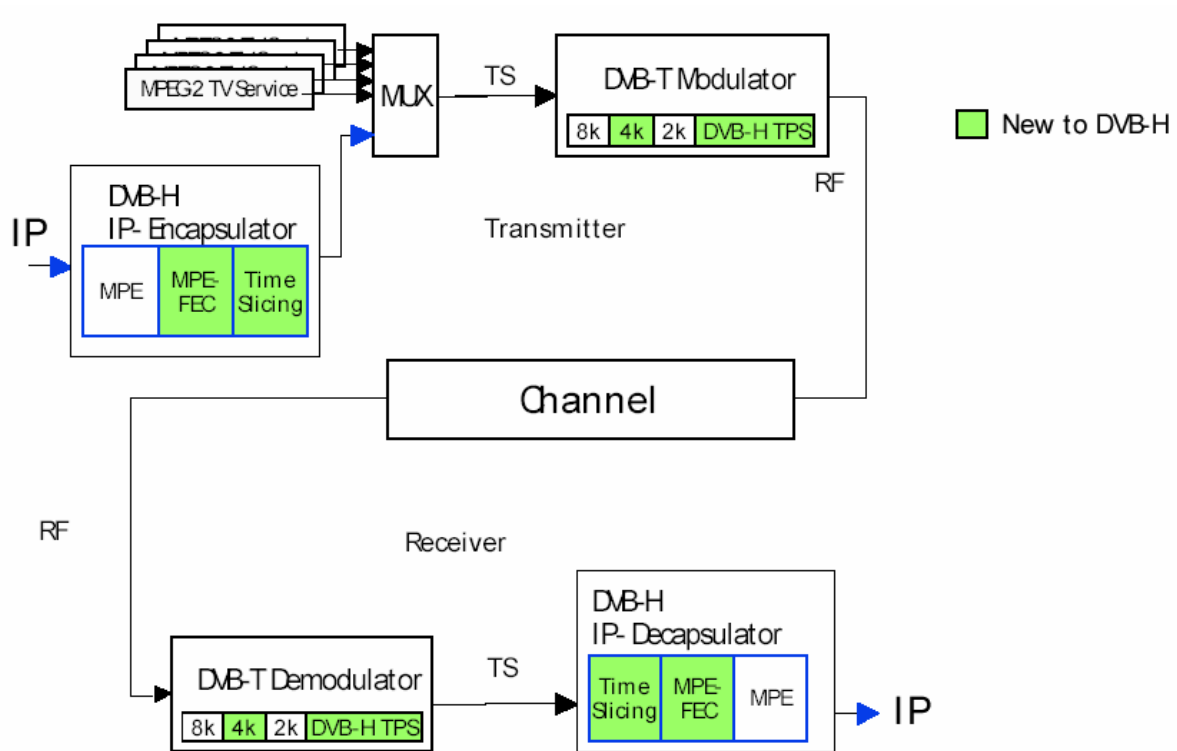 MPEG2 TV Service
MUX
TS
DVB-T Modulator
8k 4k 2k DVB-H TPS
New to DVB-H
RF
DVB-H
IP- Encapsulator
IP
MPE
MPE-
FEC
Time
Slicing
Transmitter
Channel
RF
Receiver
DVB-H
IP- Decapsulator
Time
Slicing
MPE-
FEC
MPE
IP
TS
DVB-T Demodulator
8k 4k 2k DVB-H TPS